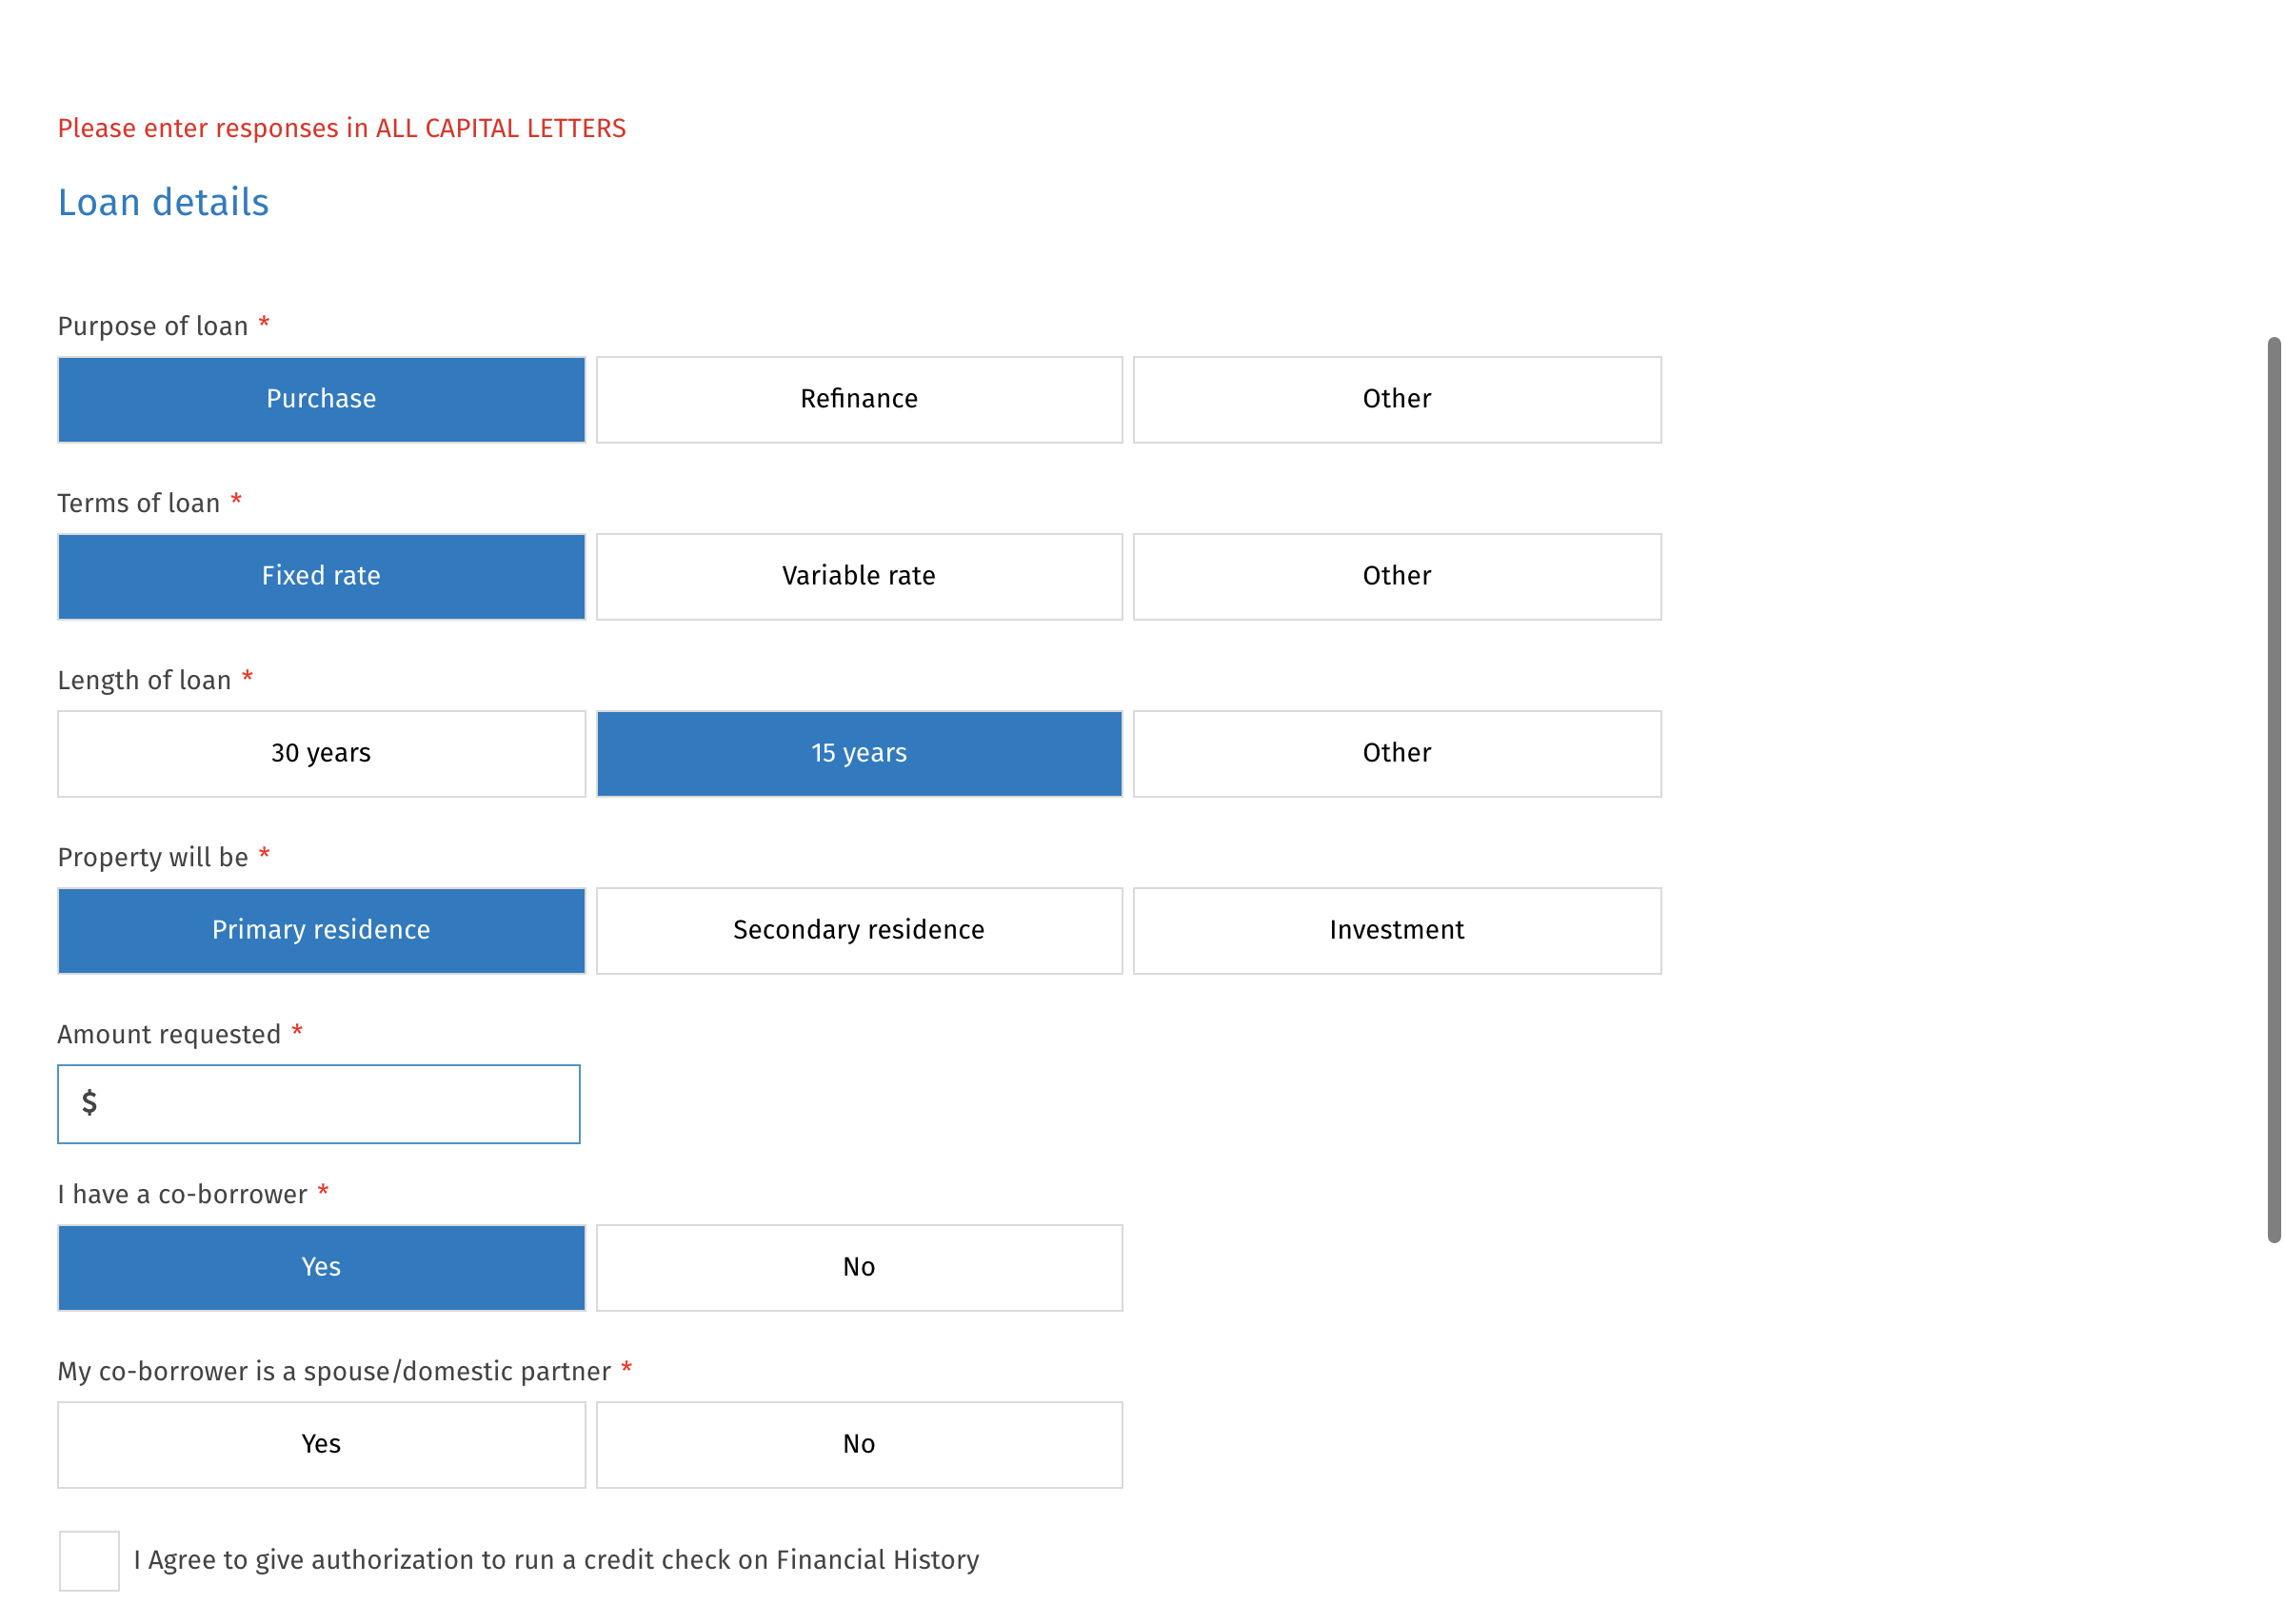 Please enter responses in ALL CAPITAL LETTERS
Loan details
Purpose of loan *
Purchase Refinance Other
Terms of loan *
Fixed rate Variable rate Other
Length of loan *
30 years 15 years Other
Property will be *
Primary residence Secondary residence Investment
Amount requested *
$
I have a co-borrower *
Yes No
My co-borrower is a spouse/domestic partner *
Yes No
I Agree to give authorization to run a credit check on Financial History